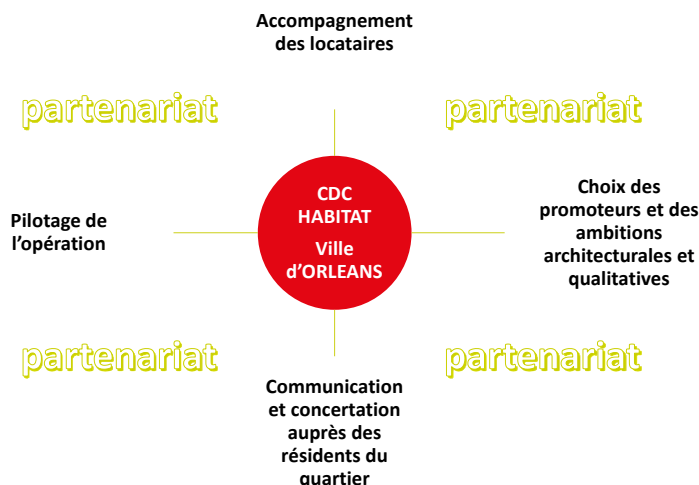 Accompagnement
des locataires
partenariat
partenariat
CDC
HABITAT
Ville
d’ORLEANS
Pilotage de
l’opération
Choix des
promoteurs et des
ambitions
architecturales et
qualitatives
partenariat
partenariat
Communication
et concertation
auprès des
résidents du
quartier